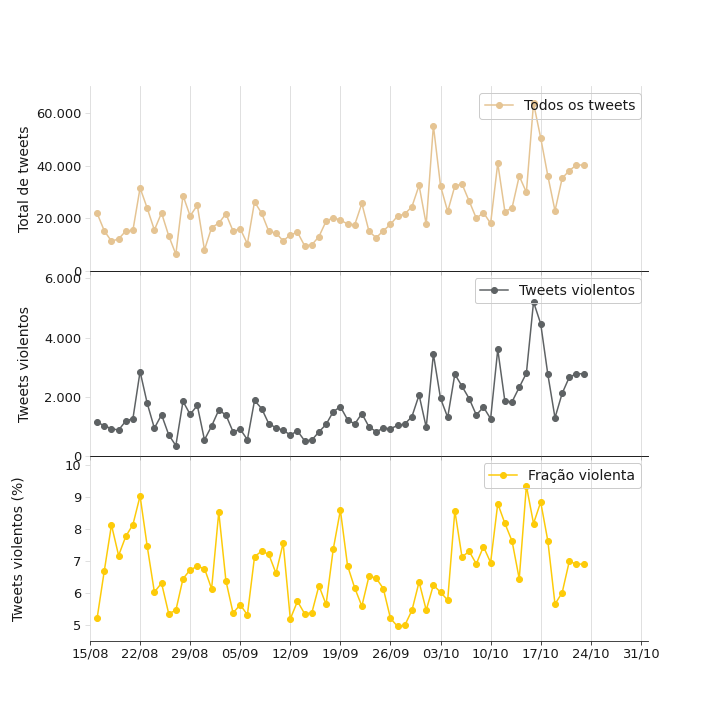 Todos os tweets
Total de tweets
60.000
40.000
20.000
0
Tweets violentos
Tweets violentos
6.000
4.000
2.000
0
Fração violenta
Tweets violentos (%)
10
9
8
7
6
5
15/08 22/08 29/08 05/09 12/09 19/09 26/09 03/10 10/10 17/10 24/10 31/10